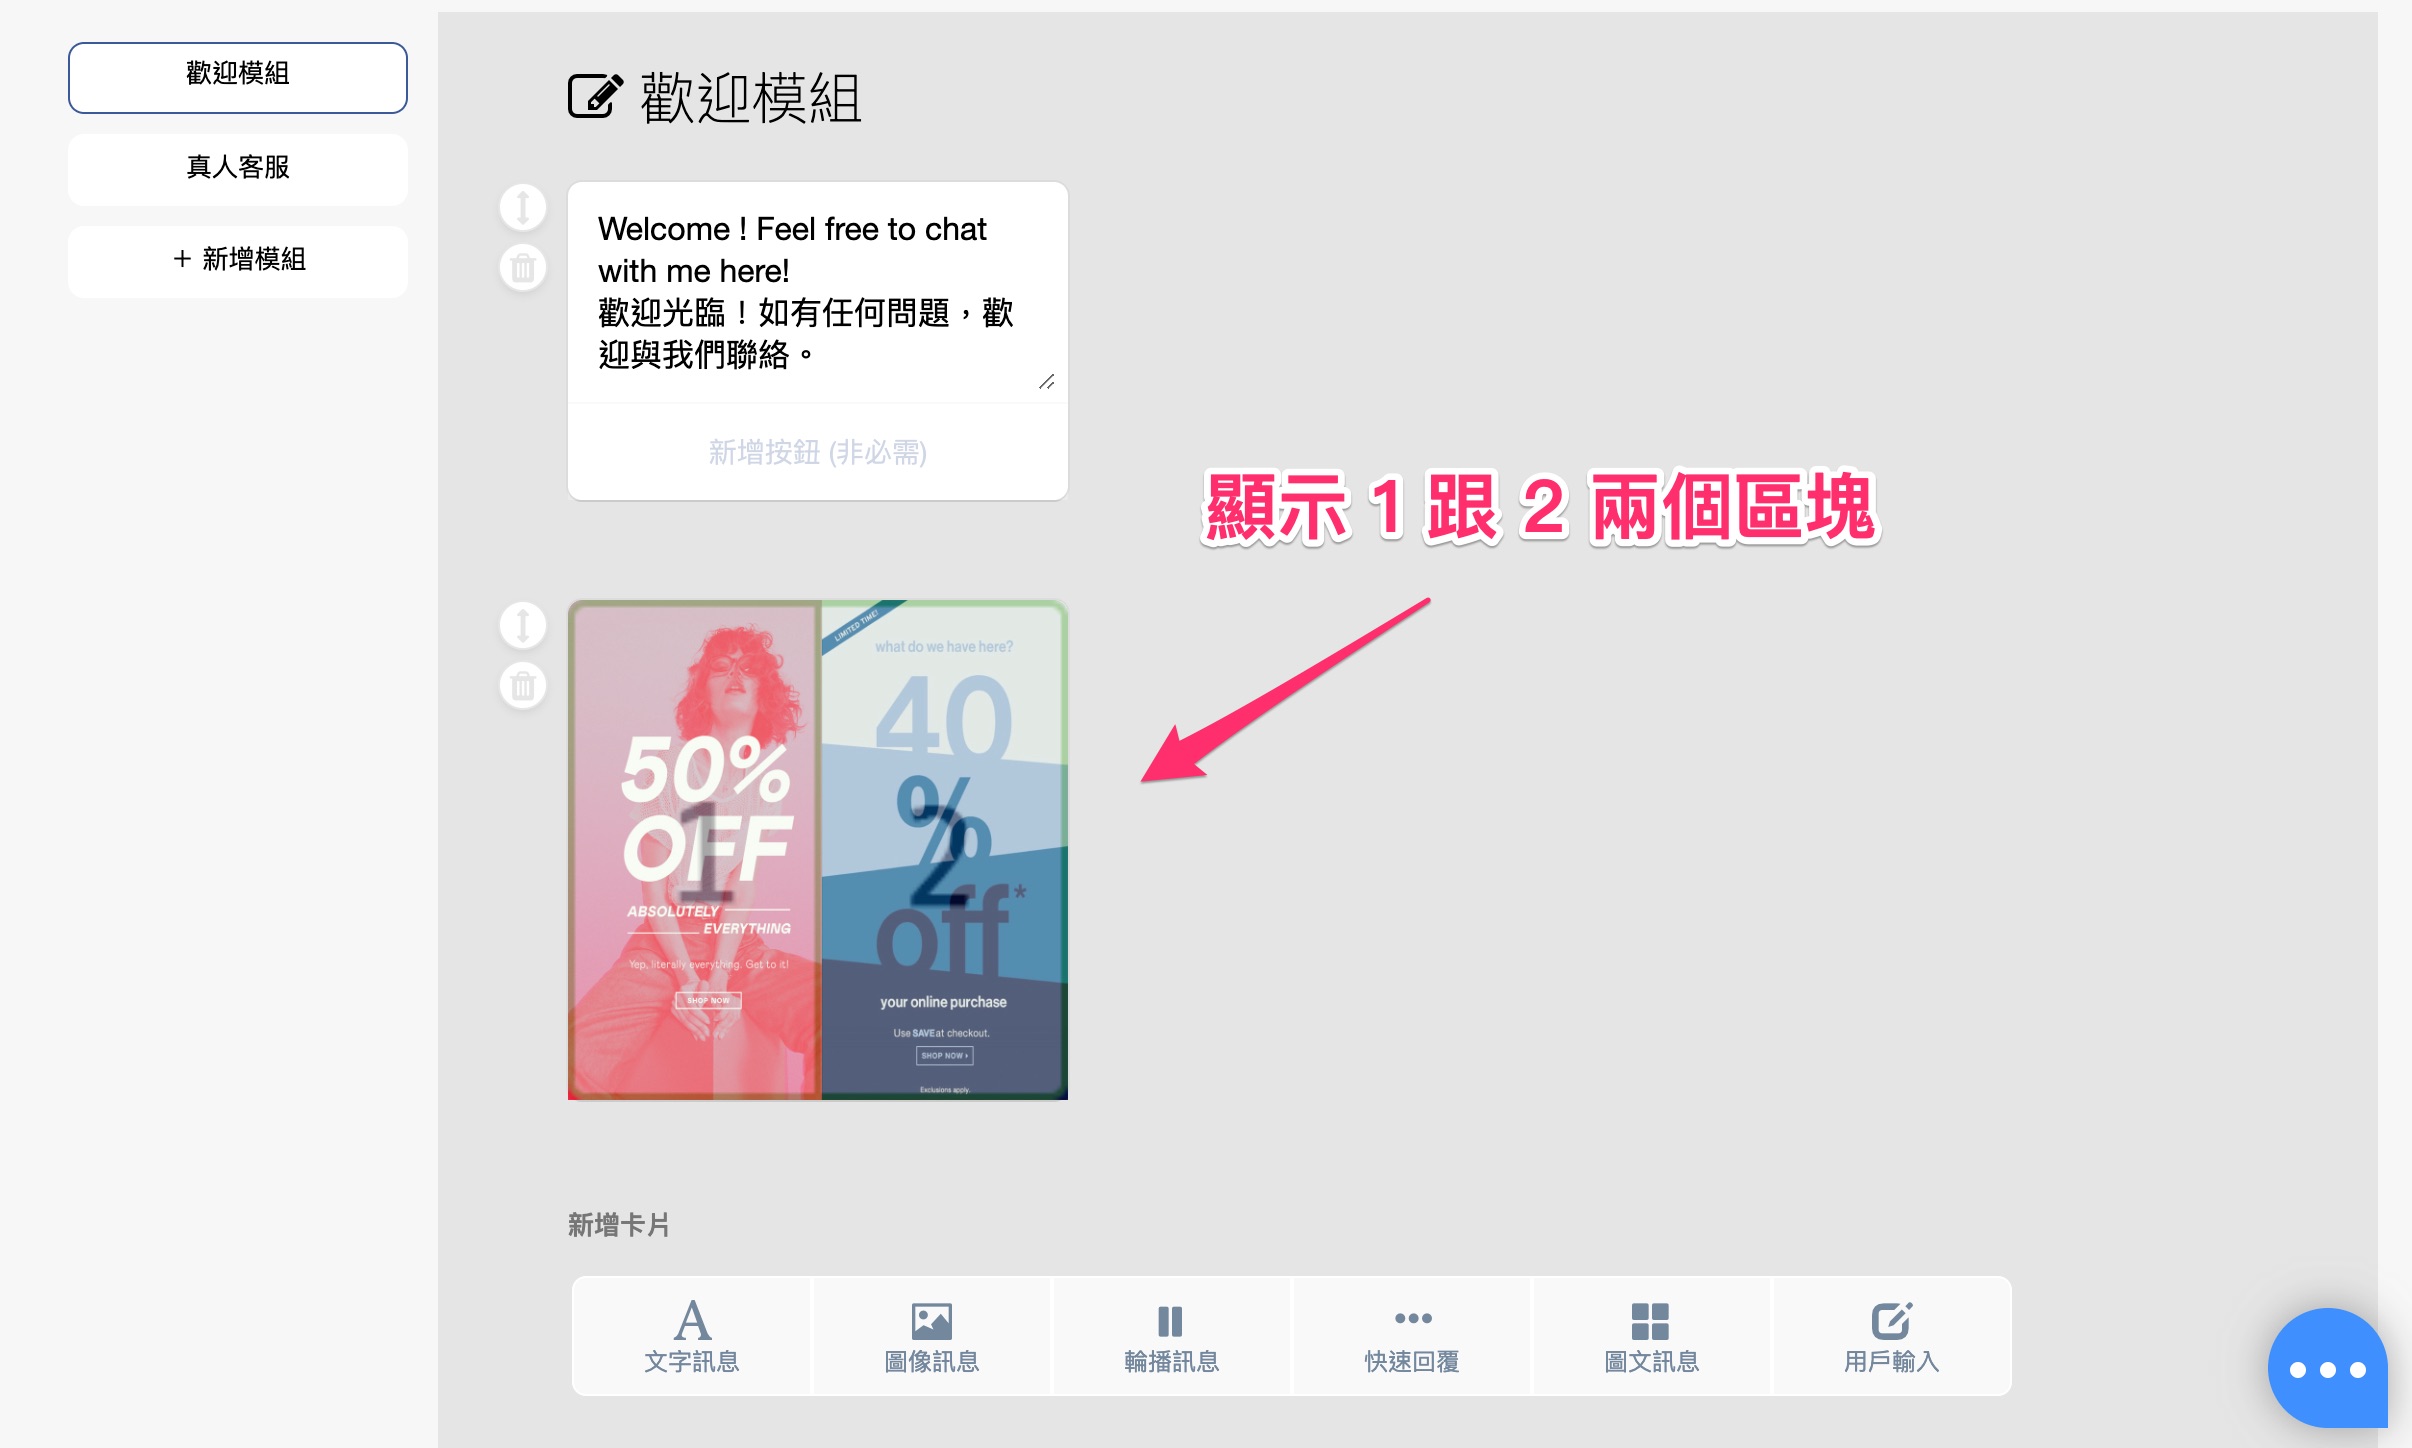 歡迎模組
真人客服
+ 新增模組
歡迎模組
Welcome ! Feel free to chat
with me here!
歡迎光臨！如有任何問題，歡
迎與我們聯絡。
新增按鈕 (非必需)
顯示 1 跟 2 兩個區塊
50%
OFF
1
ABSOLUTELY
EVERYTHING
Yep, literally everything. Get to it!
SHOP NOW
LIMITED TIME!
what do we have here?
40
%
2
off*
your online purchase
Use SAVE at checkout.
SHOP NOW
Exclusions apply.
新增卡片
文字訊息
圖像訊息
輪播訊息
快速回覆
圖文訊息
用戶輸入